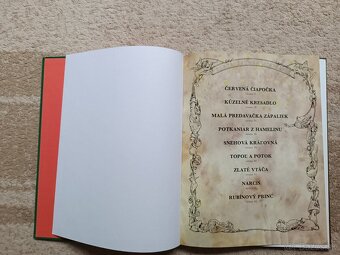 ČERVENÁ ČIAPOČKA
KÚZELNÉ KRESADLO
MALÁ PREDAVAČKA ZÁPALIEK
POTKANIAR Z HAMELINU
SNEHOVÁ KRÁĽOVNÁ
TOPOĽ A POTOK
ZLATÉ VTÁČA
NARCIS
RUBÍNOVÝ PRINC